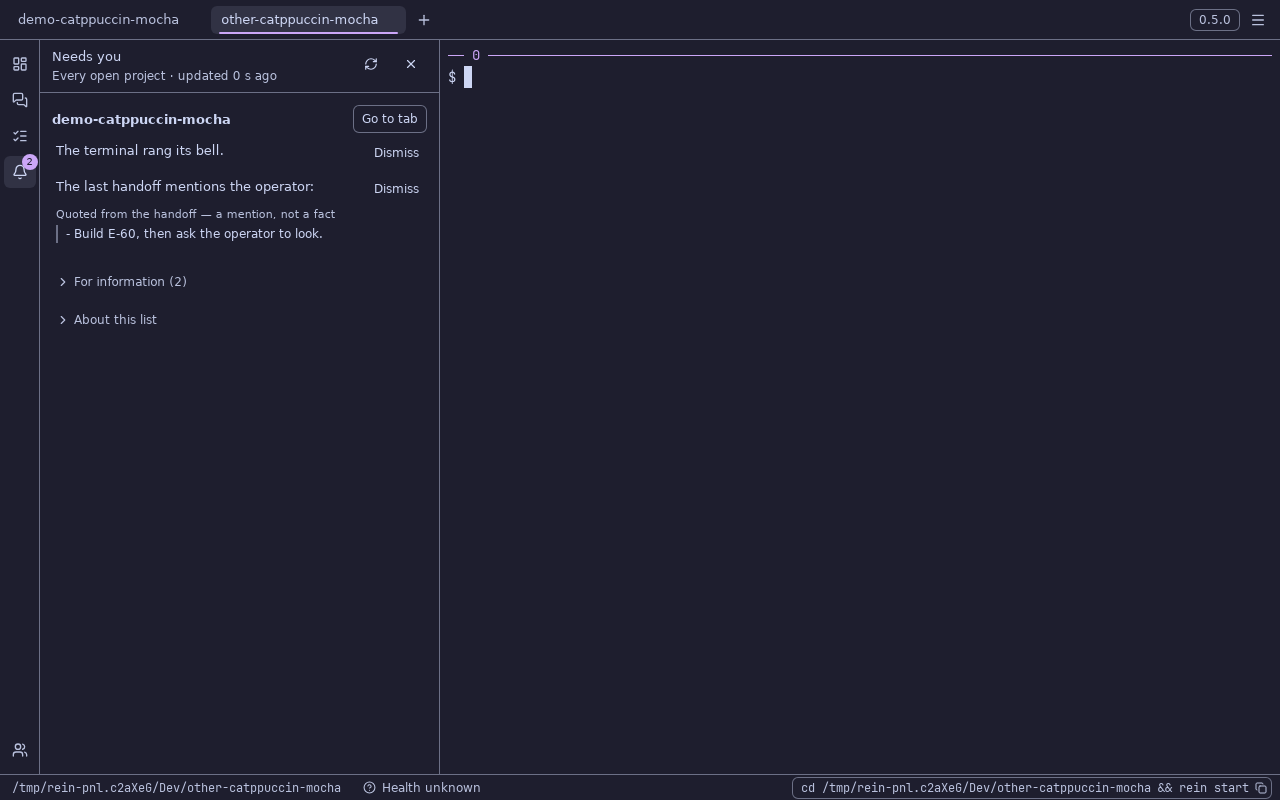 demo-catppuccin-mocha
other-catppuccin-mocha
0.5.0
Needs you
Every open project · updated 0 s ago
demo-catppuccin-mocha
Go to tab
The terminal rang its bell.
Dismiss
2
The last handoff mentions the operator:
Dismiss
Quoted from the handoff — a mention, not a fact
- Build E-60, then ask the operator to look.
For information (2)
About this list
0
$
/tmp/rein-pnl.c2aXeG/Dev/other-catppuccin-mocha
Health unknown
cd /tmp/rein-pnl.c2aXeG/Dev/other-catppuccin-mocha && rein start